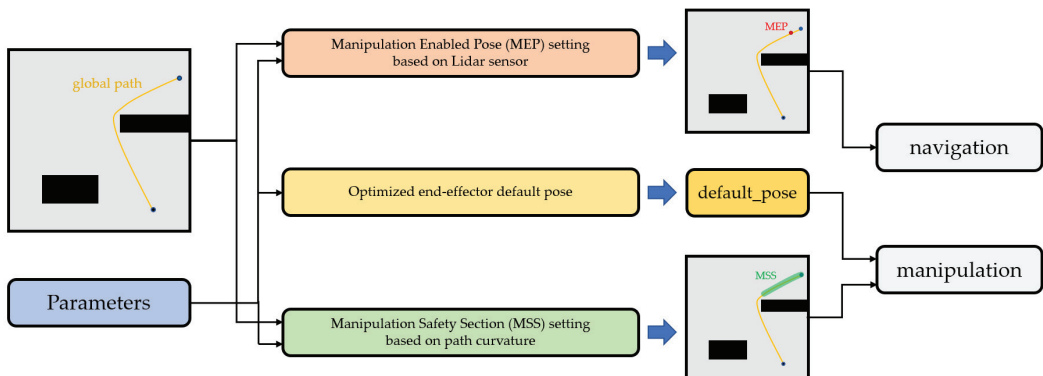 global path
Parameters
Manipulation Enabled Pose (MEP) setting
based on Lidar sensor
Optimized end-effector default pose
Manipulation Safety Section (MSS) setting
based on path curvature
MEP
default_pose
MSS
navigation
manipulation